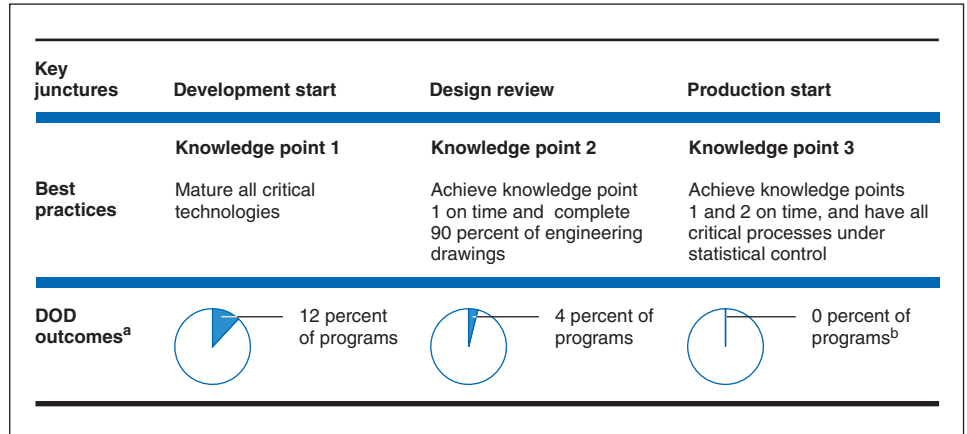 Key
junctures
Development start
Design review
Production start
Knowledge point 1
Knowledge point 2
Knowledge point 3
Best
practices
Mature all critical
technologies
Achieve knowledge point
1 on time and complete
90 percent of engineering
drawings
Achieve knowledge points
1 and 2 on time, and have all
critical processes under
statistical control
DOD
outcomesa
12 percent
of programs
4 percent of
programs
0 percent of
programsb